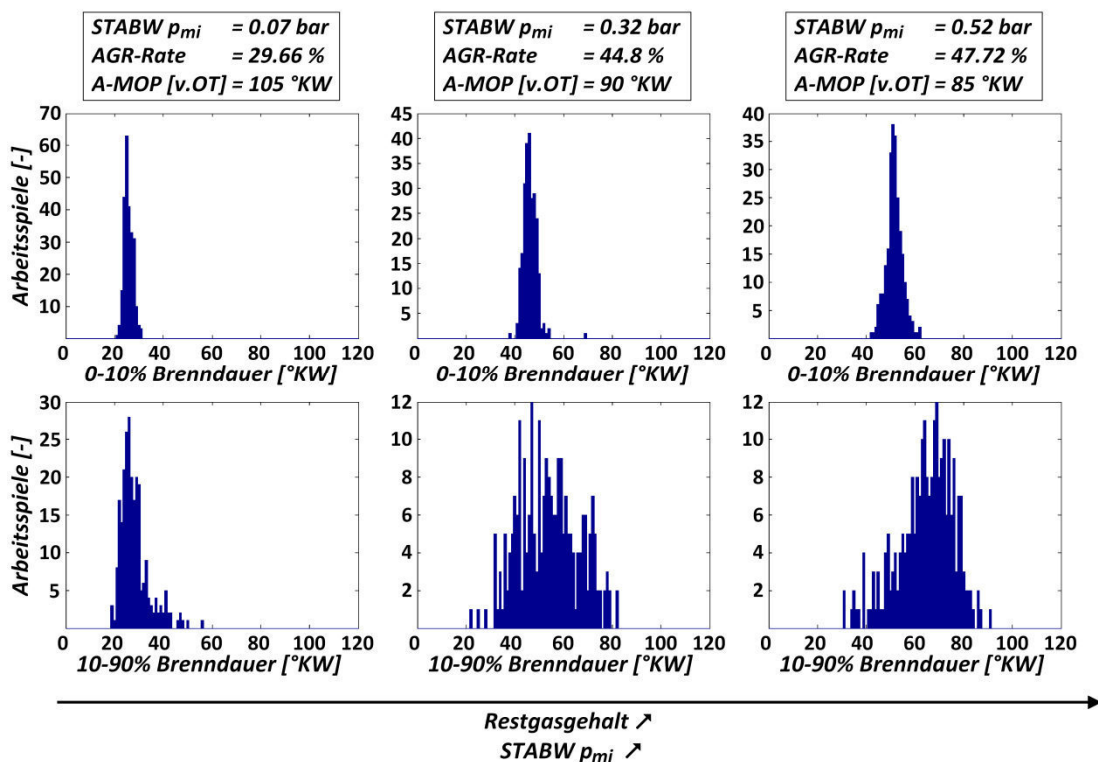 STABW pmi = 0.07 bar
AGR-Rate = 29.66 %
A-MOP [v.OT] = 105 °KW
STABW pmi = 0.32 bar
AGR-Rate = 44.8 %
A-MOP [v.OT] = 90 °KW
STABW pmi = 0.52 bar
AGR-Rate = 47.72 %
A-MOP [v.OT] = 85 °KW
Arbeitsspiele [-]
70
60
50
40
30
20
10
0 20 40 60 80 100 120
0-10% Brenndauer [°KW]
45
40
35
30
25
20
15
10
5
0 20 40 60 80 100 120
0-10% Brenndauer [°KW]
40
35
30
25
20
15
10
5
0 20 40 60 80 100 120
0-10% Brenndauer [°KW]
Arbeitsspiele [-]
30
25
20
15
10
5
0 20 40 60 80 100 120
10-90% Brenndauer [°KW]
12
10
8
6
4
2
0 20 40 60 80 100 120
10-90% Brenndauer [°KW]
12
10
8
6
4
2
0 20 40 60 80 100 120
10-90% Brenndauer [°KW]
Restgasgehalt ↗
STABW pmi ↗